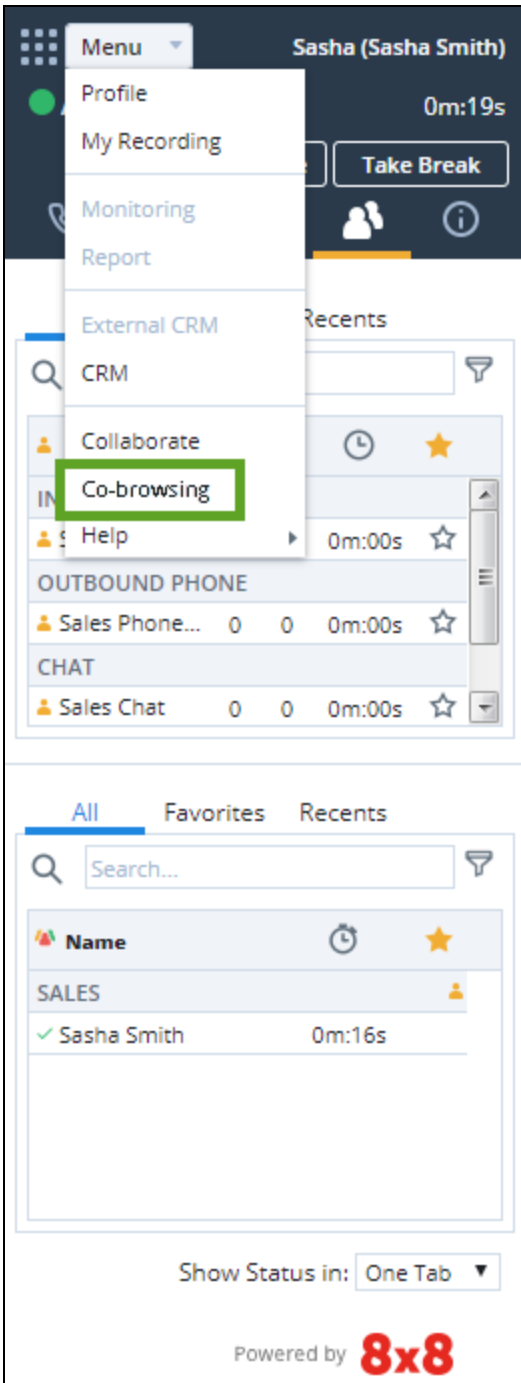 Menu Sasha (Sasha Smith)
Profile 0m:19s
My Recording
Take Break
Monitoring
Report
External CRM Recents
CRM
Collaborate
Co-browsing
Help 0m:00s
OUTBOUND PHONE
Sales Phone... 0 0 0m:00s
CHAT
Sales Chat 0 0 0m:00s
All Favorites Recents
Search...
Name
SALES
Sasha Smith 0m:16s
Show Status in: One Tab
Powered by 8x8